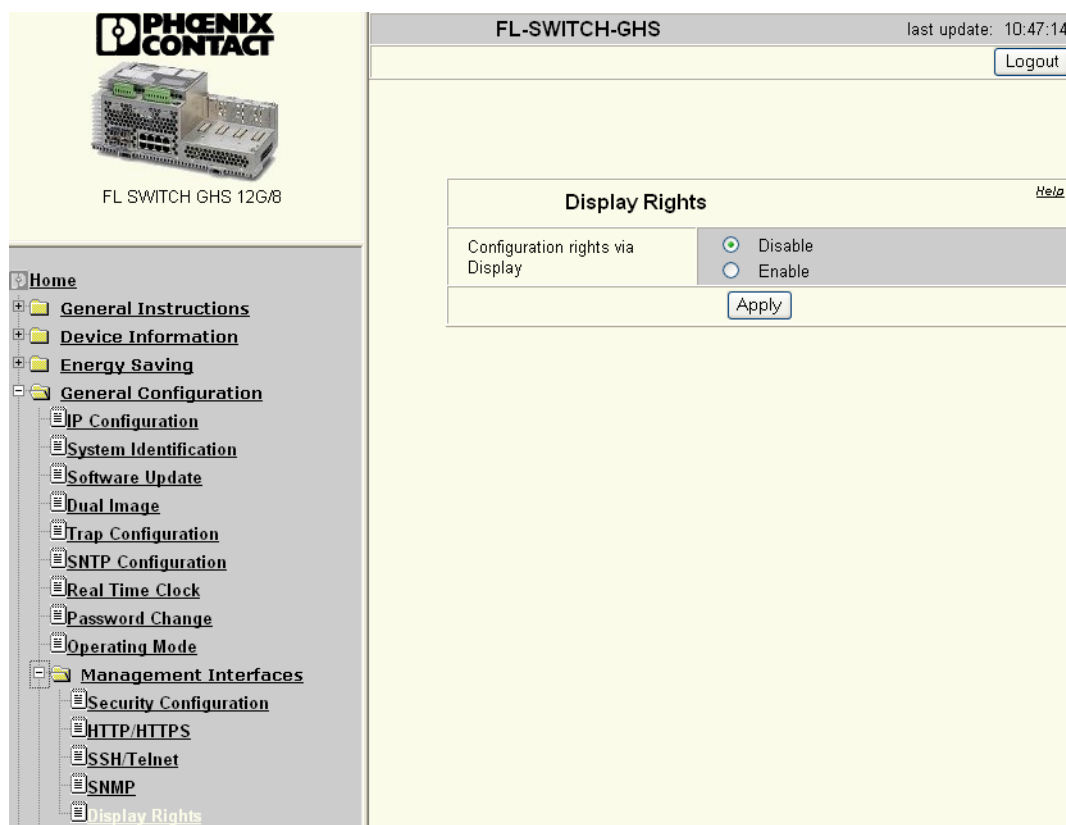 PHŒNIX
CONTACT
FL SWITCH GHS 12G/8
Home
General Instructions
Device Information
Energy Saving
General Configuration
IP Configuration
System Identification
Software Update
Dual Image
Trap Configuration
SNTP Configuration
Real Time Clock
Password Change
Operating Mode
Management Interfaces
Security Configuration
HTTP/HTTPS
SSH/Telnet
SNMP
Display Rights
FL-SWITCH-GHS last update: 10:47:14
Logout
Display Rights Help
Configuration rights via
Display
Disable
Enable
Apply